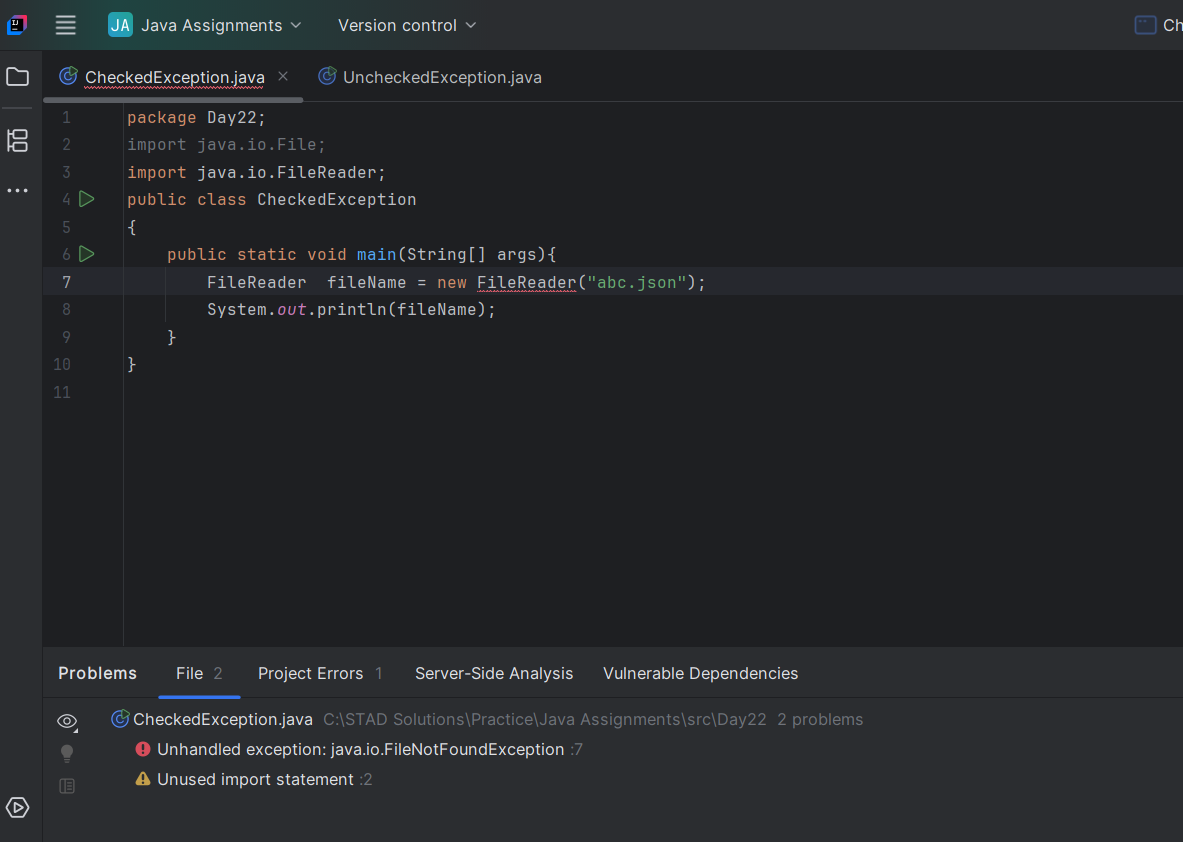 JA Java Assignments Version control Ch
CheckedException.java UncheckedException.java
1 package Day22;
2 import java.io.File;
3 import java.io.FileReader;
4 public class CheckedException
5 {
6 public static void main(String[] args){
7 FileReader  fileName = new FileReader("abc.json");
8 System.out.println(fileName);
9 }
10 }
11
Problems File 2 Project Errors 1 Server-Side Analysis Vulnerable Dependencies
CheckedException.java C:\STAD Solutions\Practice\Java Assignments\src\Day22 2 problems
Unhandled exception: java.io.FileNotFoundException :7
Unused import statement :2